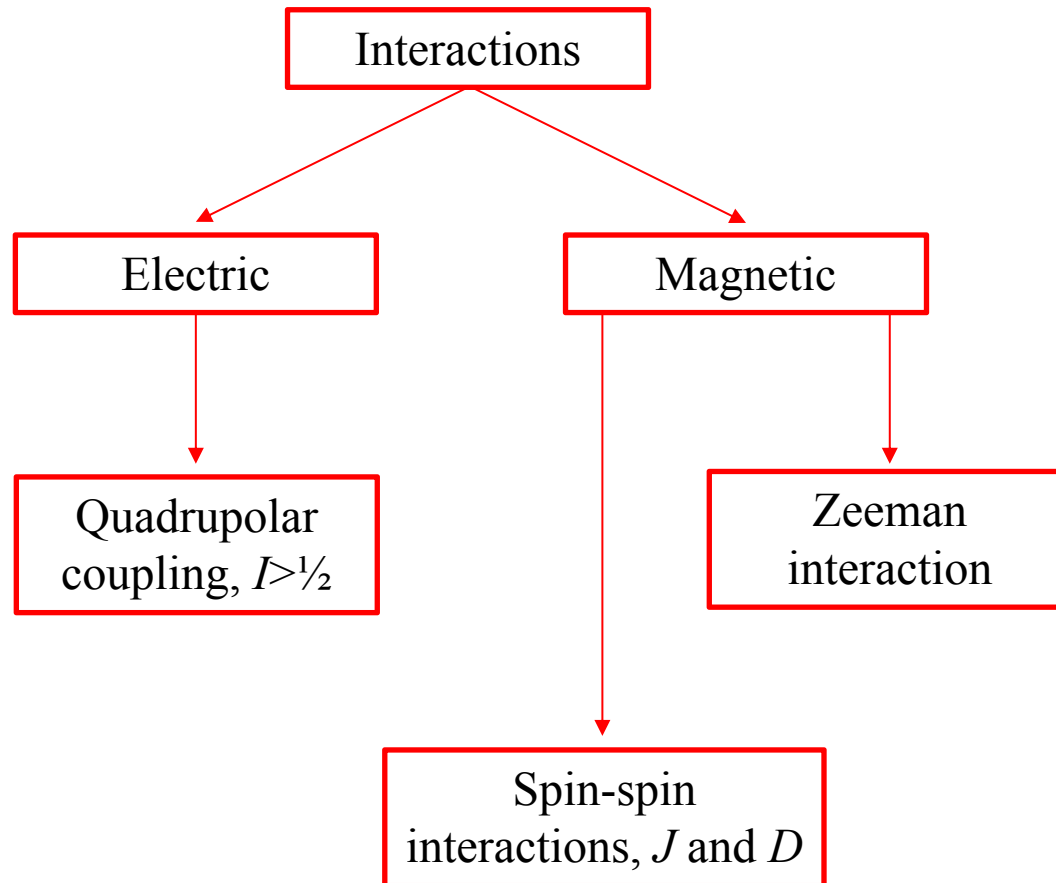 Interactions
Electric
Magnetic
Quadrupolar
coupling, I>½
Zeeman
interaction
Spin-spin
interactions, J and D